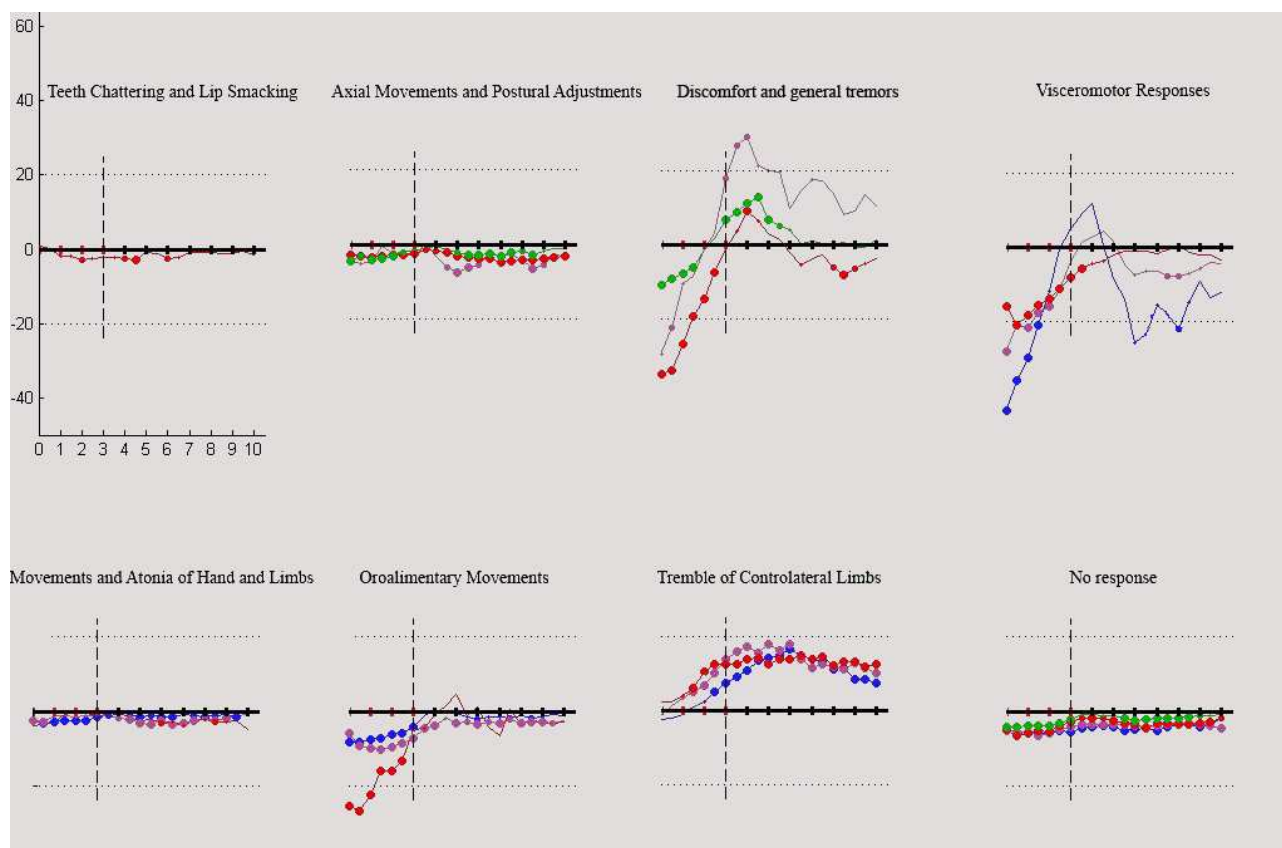 60
40
Teeth Chattering and Lip Smacking
Axial Movements and Postural Adjustments
Discomfort and general tremors
Visceromotor Responses
20
0
-20
-40
0 1 2 3 4 5 6 7 8 9 10
Movements and Atonia of Hand and Limbs
Oroalimentary Movements
Tremble of Controlateral Limbs
No response